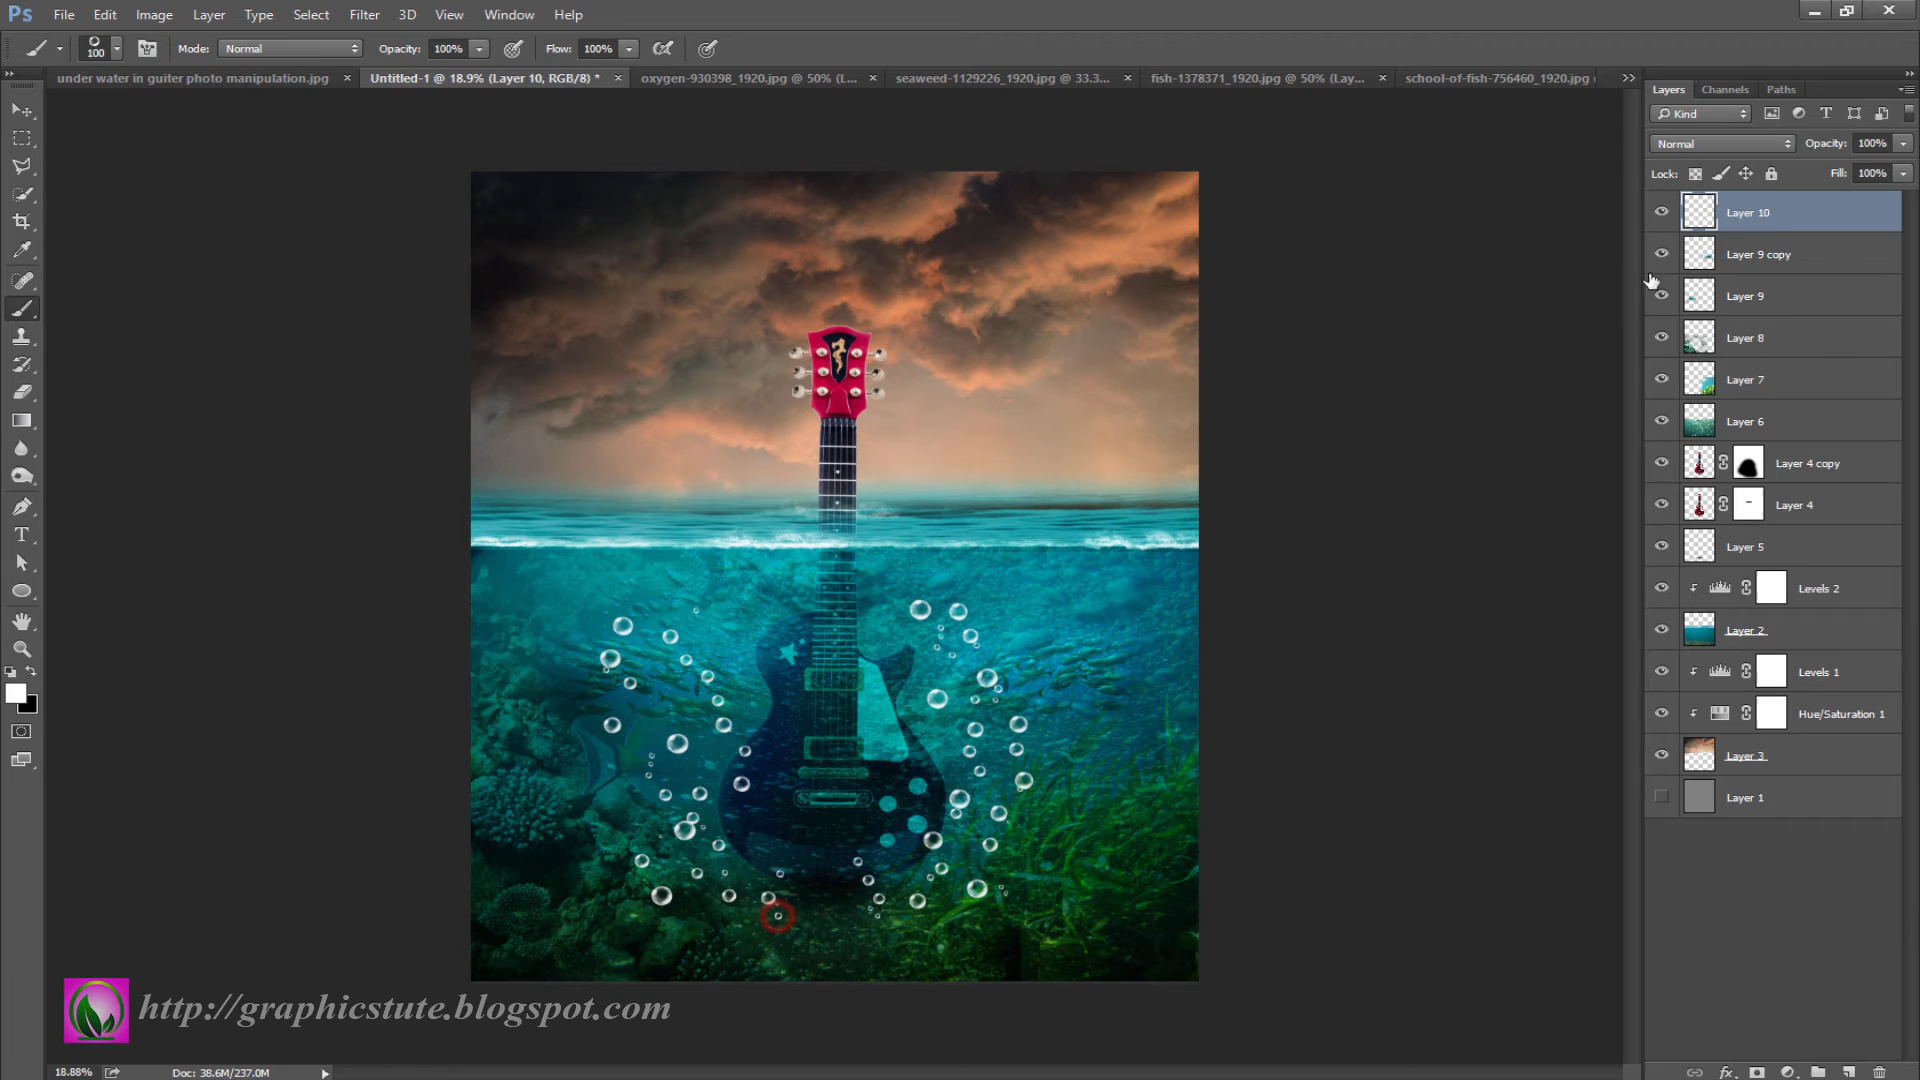 Ps File Edit Image Layer Type Select Filter 3D View Window Help
100 Mode: Normal Opacity: 100% Flow: 100%
under water in guiter photo manipulation.jpg × Untitled-1 @ 18.9% (Layer 10, RGB/8) * × oxygen-930398_1920.jpg @ 50% (L... × seaweed-1129226_1920.jpg @ 33.3... × fish-1378371_1920.jpg @ 50% (Lay... × school-of-fish-756460_1920.jpg
Layers Channels Paths
Kind
Normal Opacity: 100%
Lock: Fill: 100%
Layer 10
Layer 9 copy
Layer 9
Layer 8
Layer 7
Layer 6
Layer 4 copy
Layer 4
Layer 5
Levels 2
Layer 2
Levels 1
Hue/Saturation 1
Layer 3
Layer 1
http://graphicstute.blogspot.com
18.88% Doc: 38.6M/237.0M